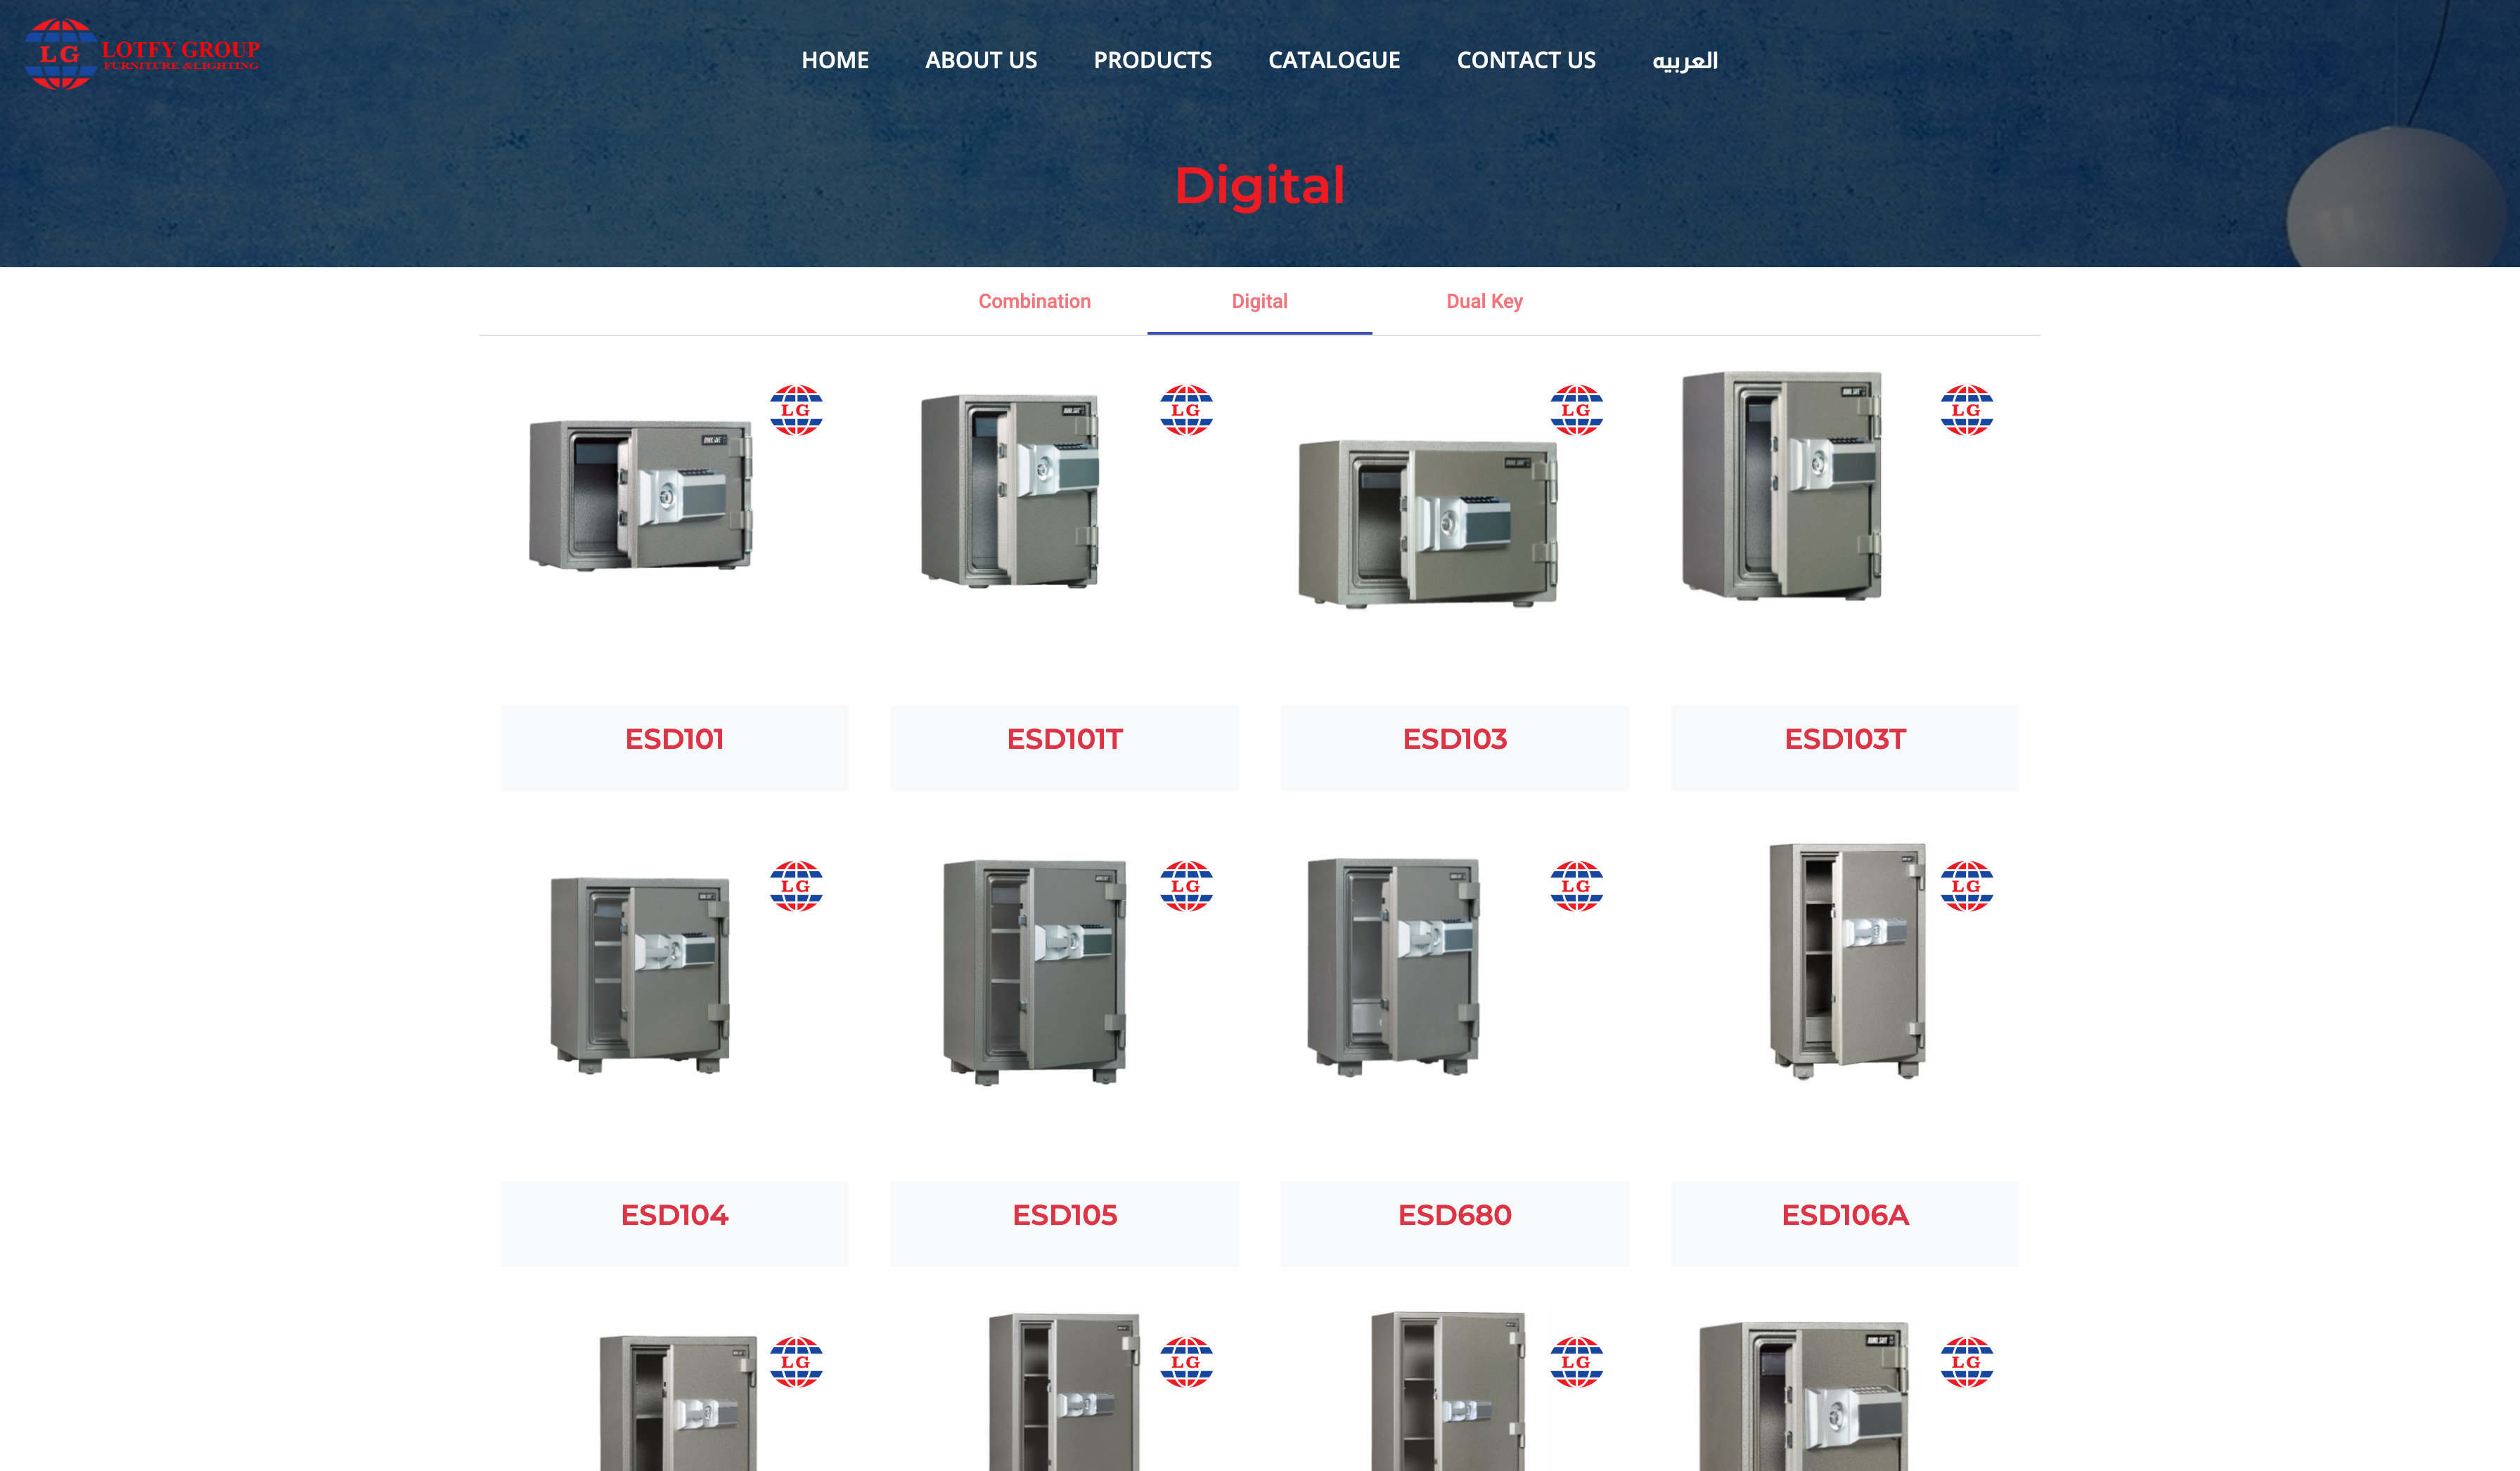 LG
LOTFY GROUP
FURNITURE &LIGHTING
HOME
ABOUT US
PRODUCTS
CATALOGUE
CONTACT US
العربيه
Digital
Combination
Digital
Dual Key
LG
LG
LG
LG
ESD101
ESD101T
ESD103
ESD103T
LG
LG
LG
LG
ESD104
ESD105
ESD680
ESD106A
LG
LG
LG
LG